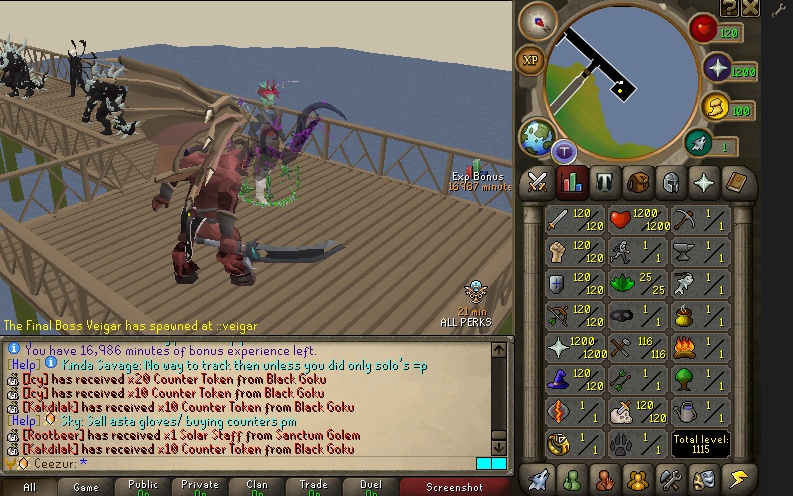 Exp Bonus
16987 minute
21 min
ALL PERKS
The Final Boss Veigar has spawned at ::veigar
You have 16,986 minutes of bonus experience left.
[Help] Kinda Savage: No way to track then unless you did only solo's =p
[Icy] has received x20 Counter Token from Black Goku
[Icy] has received x10 Counter Token from Black Goku
[Kakdilak] has received x10 Counter Token from Black Goku
[Help] Sky: Sell asta gloves/ buying counters pm
[Rootbeer] has received x1 Solar Staff from Sanctum Golem
[Kakdilak] has received x10 Counter Token from Black Goku
Ceezur: *
All Game Public On Private On Clan On Trade On Duel On Screenshot
XP
120
1200
100
1
T
120/120 1200/1200 1/1
120/120 1/1 1/1
120/120 25/25 1/1
120/120 1/1 1/1
1200/1200 116/116 1/1
120/120 1/1 1/1
1/1 120/120 1/1
1/1 1/1 Total level: 1115